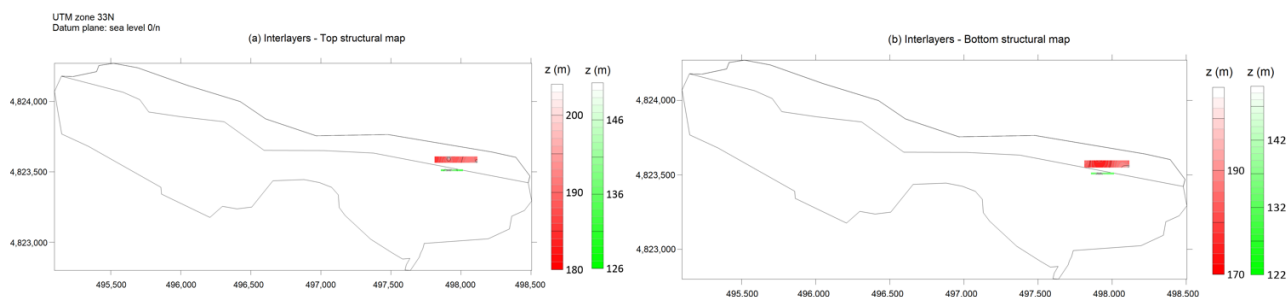 UTM zone 33N
Datum plane: sea level 0/n
(a) Interlayers - Top structural map
z (m) z (m)
200
190
180
146
136
126
4,824,000
4,823,500
4,823,000
495,500 496,000 496,500 497,000 497,500 498,000 498,500
(b) Interlayers - Bottom structural map
z (m) z (m)
190
170
142
132
122
4,824,000
4,823,500
4,823,000
495,500 496,000 496,500 497,000 497,500 498,000 498,500